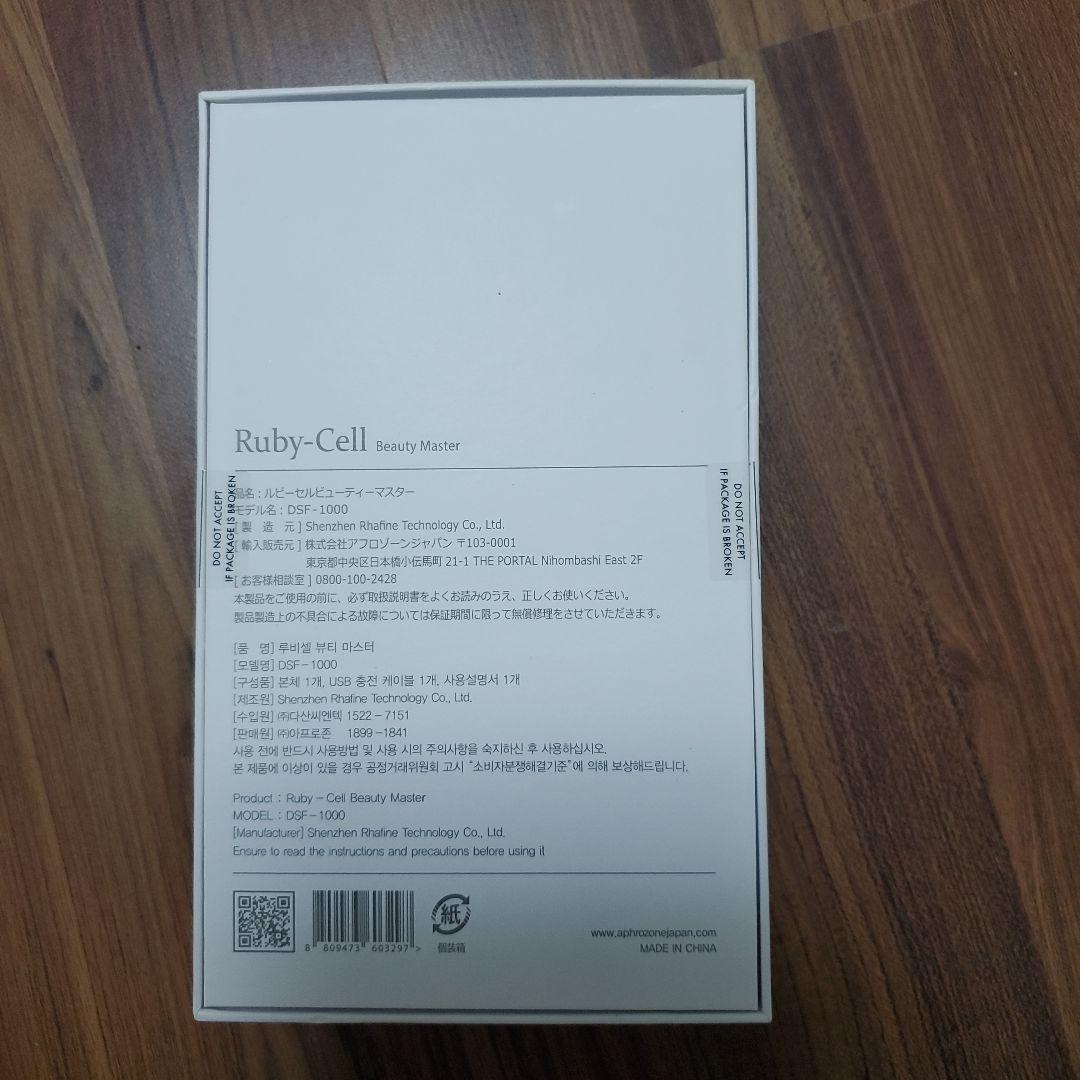 Ruby-Cell Beauty Master
品名 : ルビーセルビューティーマスター
モデル名 : DSF-1000
[ 製 造 元 ] Shenzhen Rhafine Technology Co., Ltd.
[ 輸入販売元 ] 株式会社アフロゾーンジャパン 〒103-0001
東京都中央区日本橋小伝馬町 21-1 THE PORTAL Nihombashi East 2F
[ お客様相談室 ] 0800-100-2428
本製品をご使用の前に、必ず取扱説明書をよくお読みのうえ、正しくお使いください。
製品製造上の不具合による故障については保証期間に限って無償修理をさせていただきます。
DO NOT ACCEPT
IF PACKAGE IS BROKEN
DO NOT ACCEPT
IF PACKAGE IS BROKEN
[품 명] 루비셀 뷰티 마스터
[모델명] DSF-1000
[구성품] 본체 1개, USB 충전 케이블 1개, 사용설명서 1개
[제조원] Shenzhen Rhafine Technology Co., Ltd.
[수입원] ㈜다산씨엔텍 1522-7151
[판매원] ㈜아프로존 1899-1841
사용 전에 반드시 사용방법 및 사용 시의 주의사항을 숙지하신 후 사용하십시오.
본 제품에 이상이 있을 경우 공정거래위원회 고시 “소비자분쟁해결기준”에 의해 보상해드립니다.
Product : Ruby-Cell Beauty Master
MODEL : DSF-1000
[Manufacturer] Shenzhen Rhafine Technology Co., Ltd.
Ensure to read the instructions and precautions before using it
8 809473 603297 >
紙
個装箱
www.aphrozonejapan.com
MADE IN CHINA